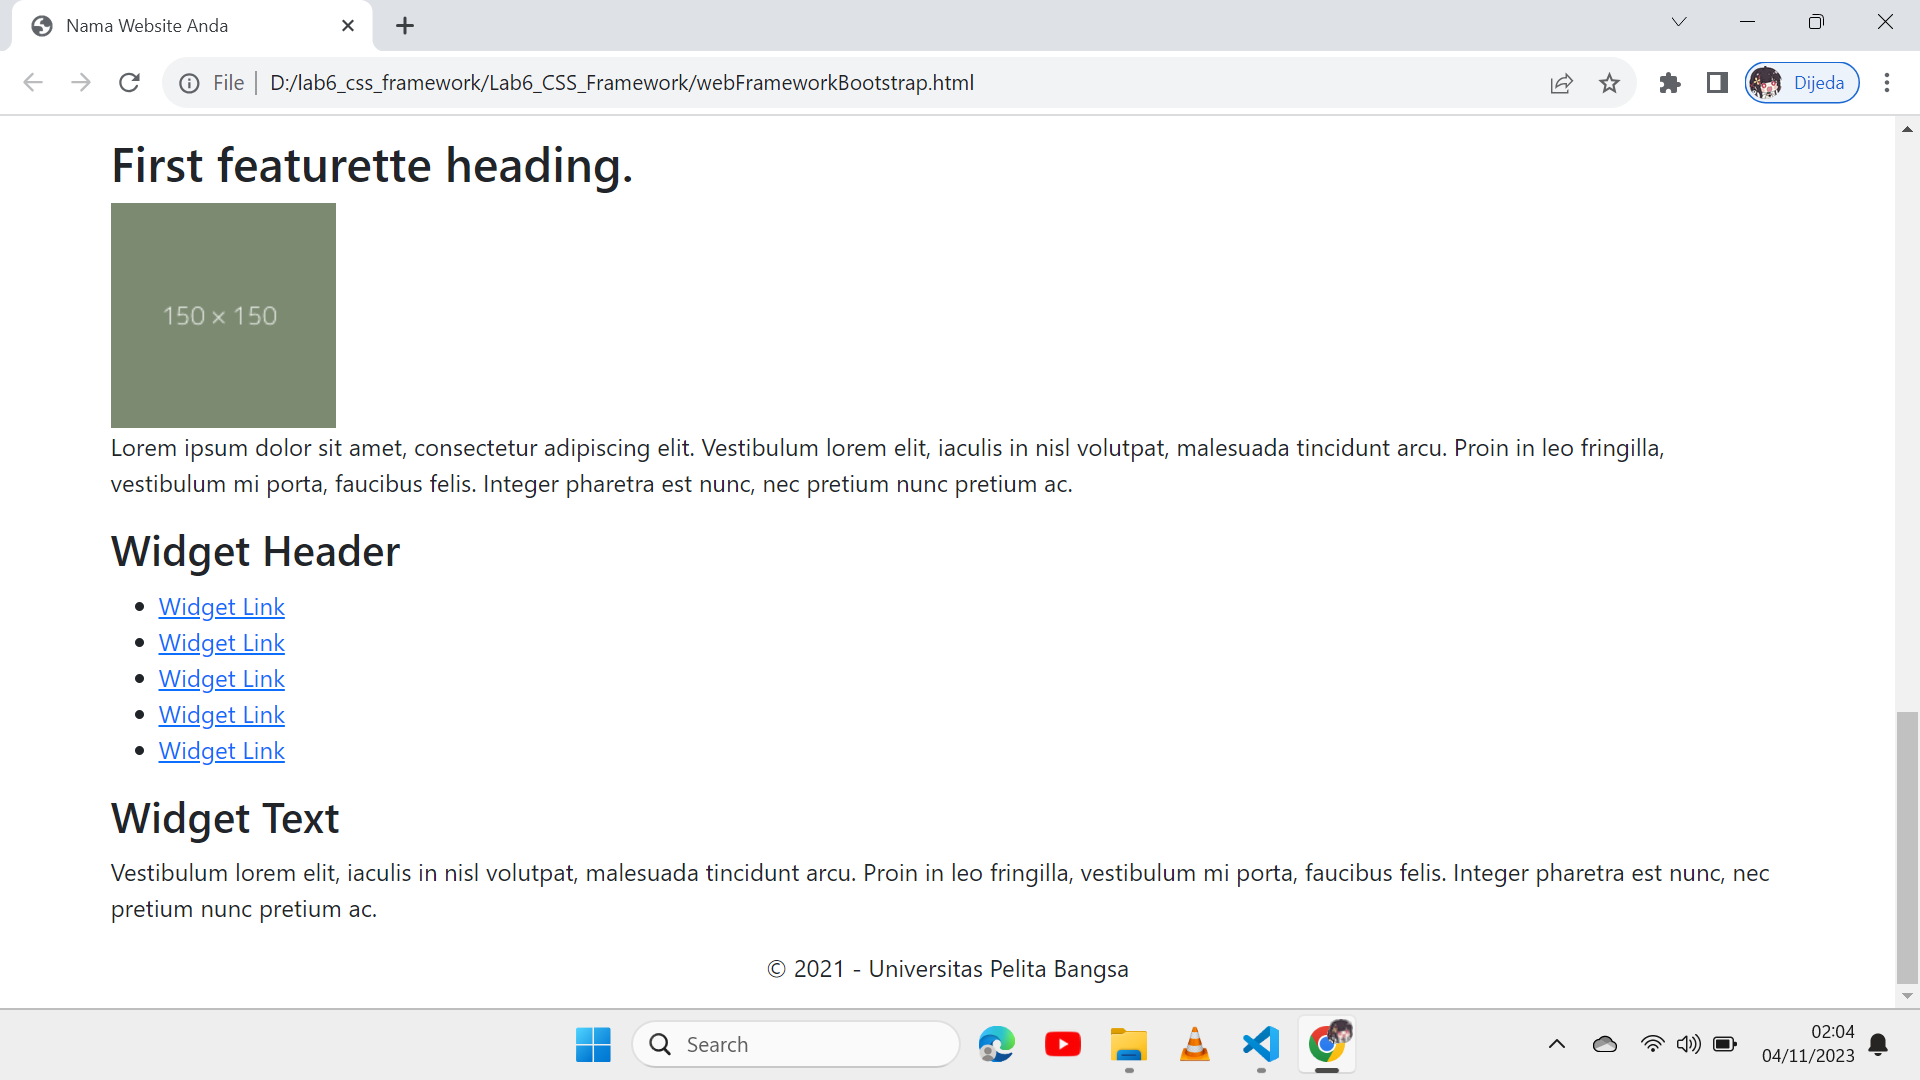 Nama Website Anda
File
D:/lab6_css_framework/Lab6_CSS_Framework/webFrameworkBootstrap.html
Dijeda
First featurette heading.
150 × 150
Lorem ipsum dolor sit amet, consectetur adipiscing elit. Vestibulum lorem elit, iaculis in nisl volutpat, malesuada tincidunt arcu. Proin in leo fringilla,
vestibulum mi porta, faucibus felis. Integer pharetra est nunc, nec pretium nunc pretium ac.
Widget Header
Widget Link
Widget Link
Widget Link
Widget Link
Widget Link
Widget Text
Vestibulum lorem elit, iaculis in nisl volutpat, malesuada tincidunt arcu. Proin in leo fringilla, vestibulum mi porta, faucibus felis. Integer pharetra est nunc, nec
pretium nunc pretium ac.
© 2021 - Universitas Pelita Bangsa
Search
02:04
04/11/2023